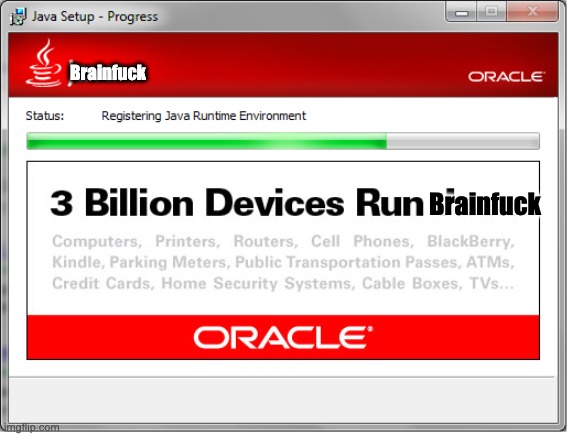 Java Setup - Progress
Brainfuck
ORACLE
Status: Registering Java Runtime Environment
3 Billion Devices Run Brainfuck
Computers, Printers, Routers, Cell Phones, BlackBerry,
Kindle, Parking Meters, Public Transportation Passes, ATMs,
Credit Cards, Home Security Systems, Cable Boxes, TVs...
ORACLE
imgflip.com